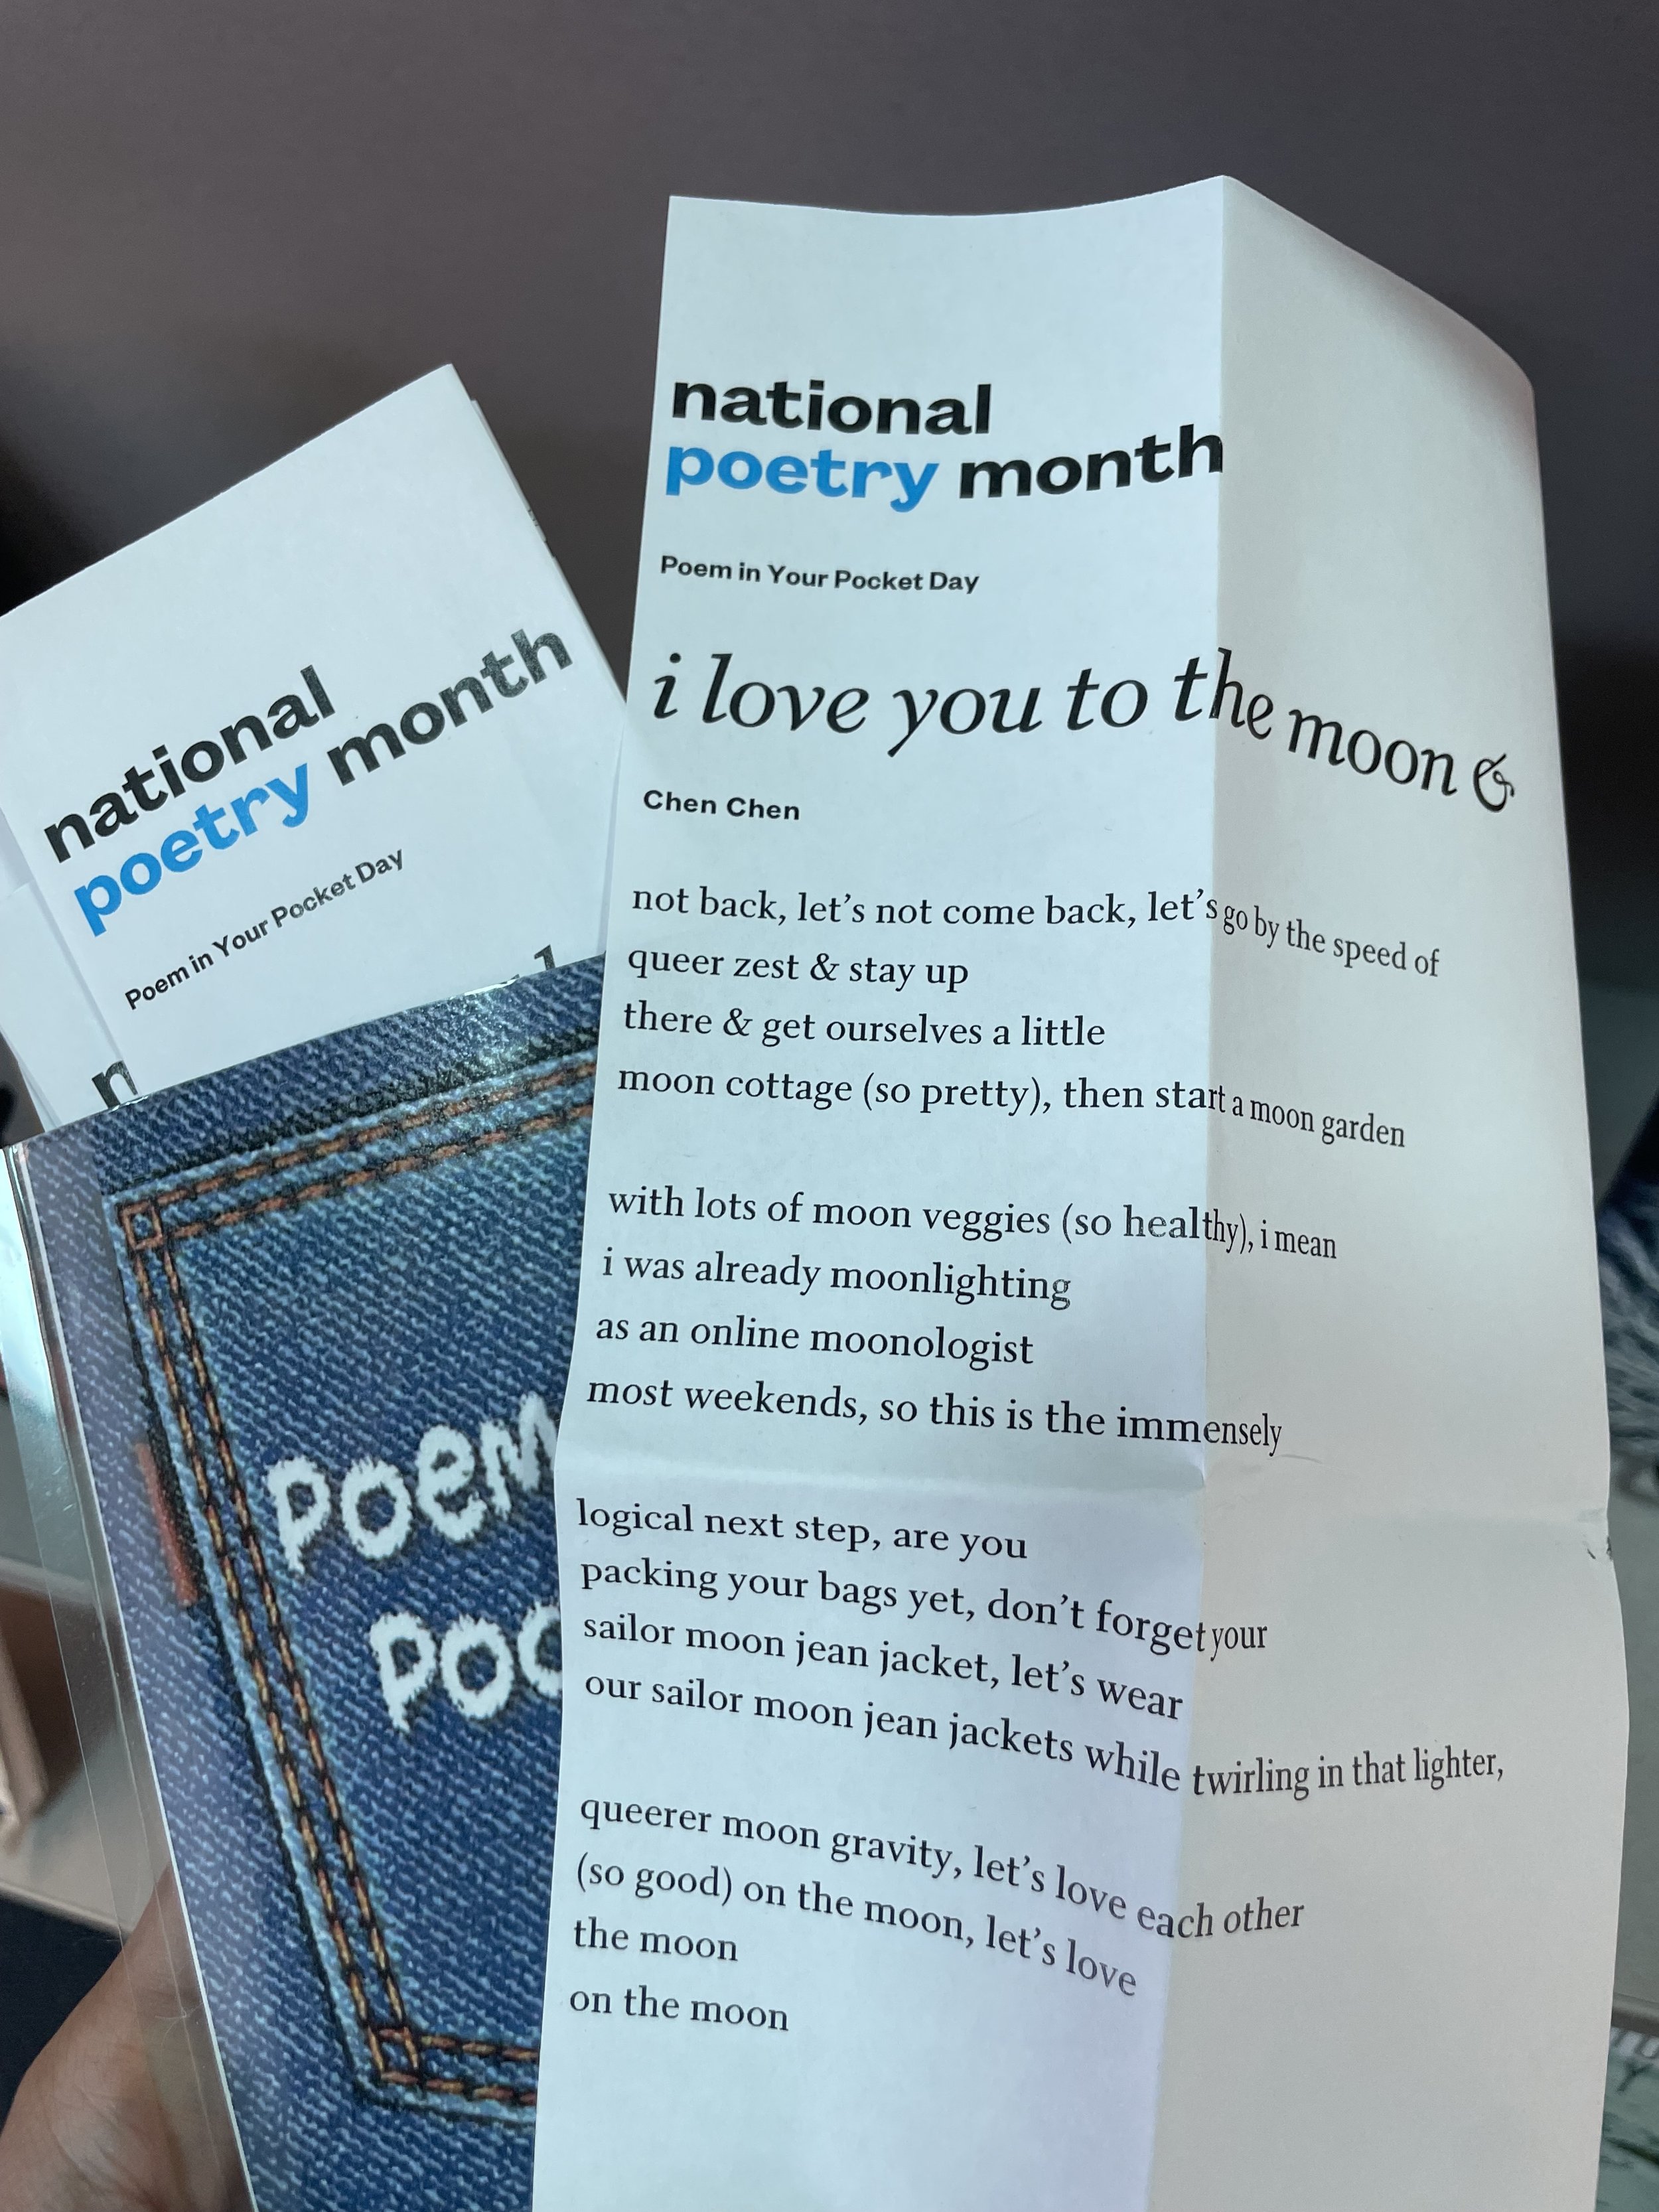 national
poetry month
Poem in Your Pocket Day
i love you to the moon &
Chen Chen
not back, let's not come back, let's go by the speed of
queer zest & stay up
there & get ourselves a little
moon cottage (so pretty), then start a moon garden
with lots of moon veggies (so healthy), i mean
i was already moonlighting
as an online moonologist
most weekends, so this is the immensely
logical next step, are you
packing your bags yet, don't forget your
sailor moon jean jacket, let's wear
our sailor moon jean jackets while twirling in that lighter,
queerer moon gravity, let's love each other
(so good) on the moon, let's love
the moon
on the moon
national
poetry month
Poem in Your Pocket Day
Poem